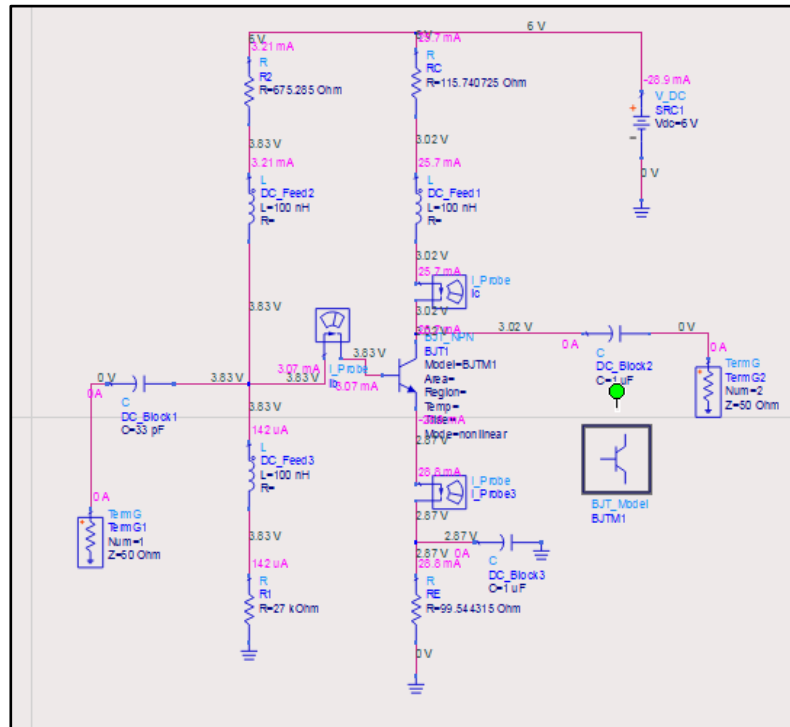 6 V
3.21 mA
R
R2
R=675.285 Ohm
3.83 V
3.21 mA
L
DC_Feed2
L=100 nH
R=
3.83 V
R
RC
R=115.740725 Ohm
3.02 V
25.7 mA
L
DC_Feed1
L=100 nH
R=
3.02 V
25.7 mA
I_Probe
Ic
3.02 V
6 V
-28.9 mA
V_DC
SRC1
Vdc=6 V
0 V
BJT_NPN
BJT1
Model=BJTM1
Area=
Region=
Temp=
Mode=nonlinear
3.07 mA
3.83 V
I_Probe
Ib
3.07 mA
3.83 V
3.83 V
0 V
0 A
C
DC_Block1
C=33 pF
3.83 V
142 uA
L
DC_Feed3
L=100 nH
R=
3.83 V
142 uA
R
R1
R=27 kOhm
0 A
TermG
TermG1
Num=1
Z=50 Ohm
3.02 V
0 A
C
DC_Block2
C=1 uF
0 V
0 A
TermG
TermG2
Num=2
Z=50 Ohm
BJT_Model
BJTM1
2.87 V
28.8 mA
I_Probe
I_Probe3
2.87 V
2.87 V
2.87 V
0 A
28.8 mA
C
DC_Block3
C=1 uF
R
RE
R=99.544315 Ohm
0 V